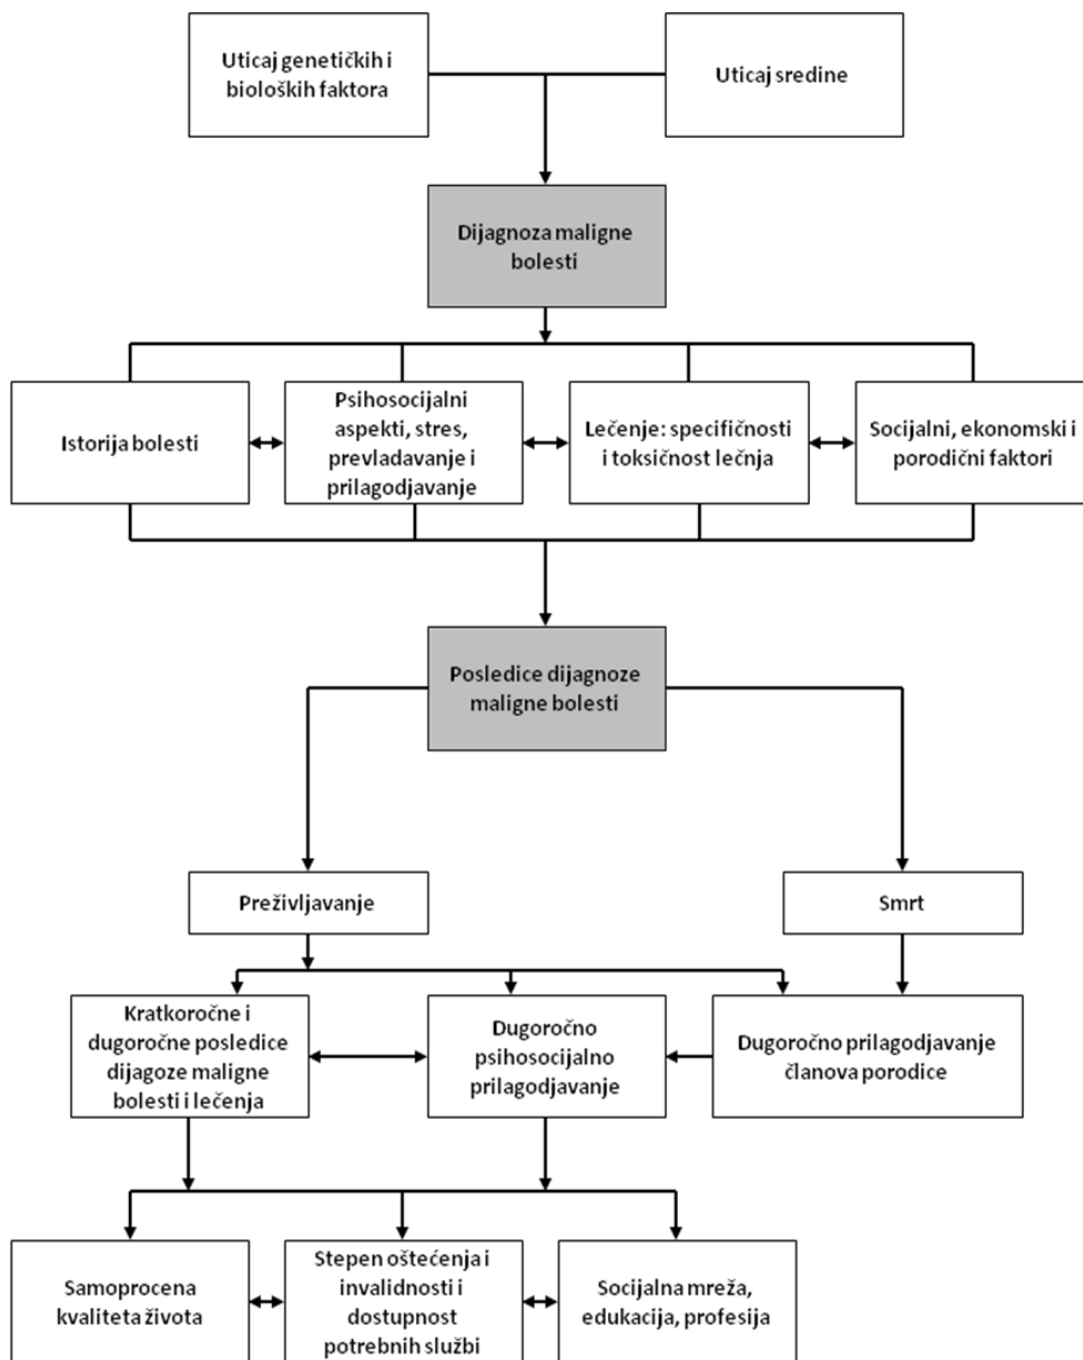 Uticaj genetičkih i
bioloških faktora
Uticaj sredine
Dijagnoza maligne
bolesti
Istorija bolesti
Psihosocijalni
aspekti, stres,
prevladavanje i
prilagodjavanje
Lečenje: specifičnosti
i toksičnost lečnja
Socijalni, ekonomski i
porodični faktori
Posledice dijagnoze
maligne bolesti
Preživljavanje
Smrt
Kratkoročne i
dugoročne posledice
dijagoze maligne
bolesti i lečenja
Dugoročno
psihosocijalno
prilagodjavanje
Dugoročno prilagodjavanje
članova porodice
Samoprocena
kvaliteta života
Stepen oštećenja i
invalidnosti i
dostupnost
potrebnih službi
Socijalna mreža,
edukacija, profesija